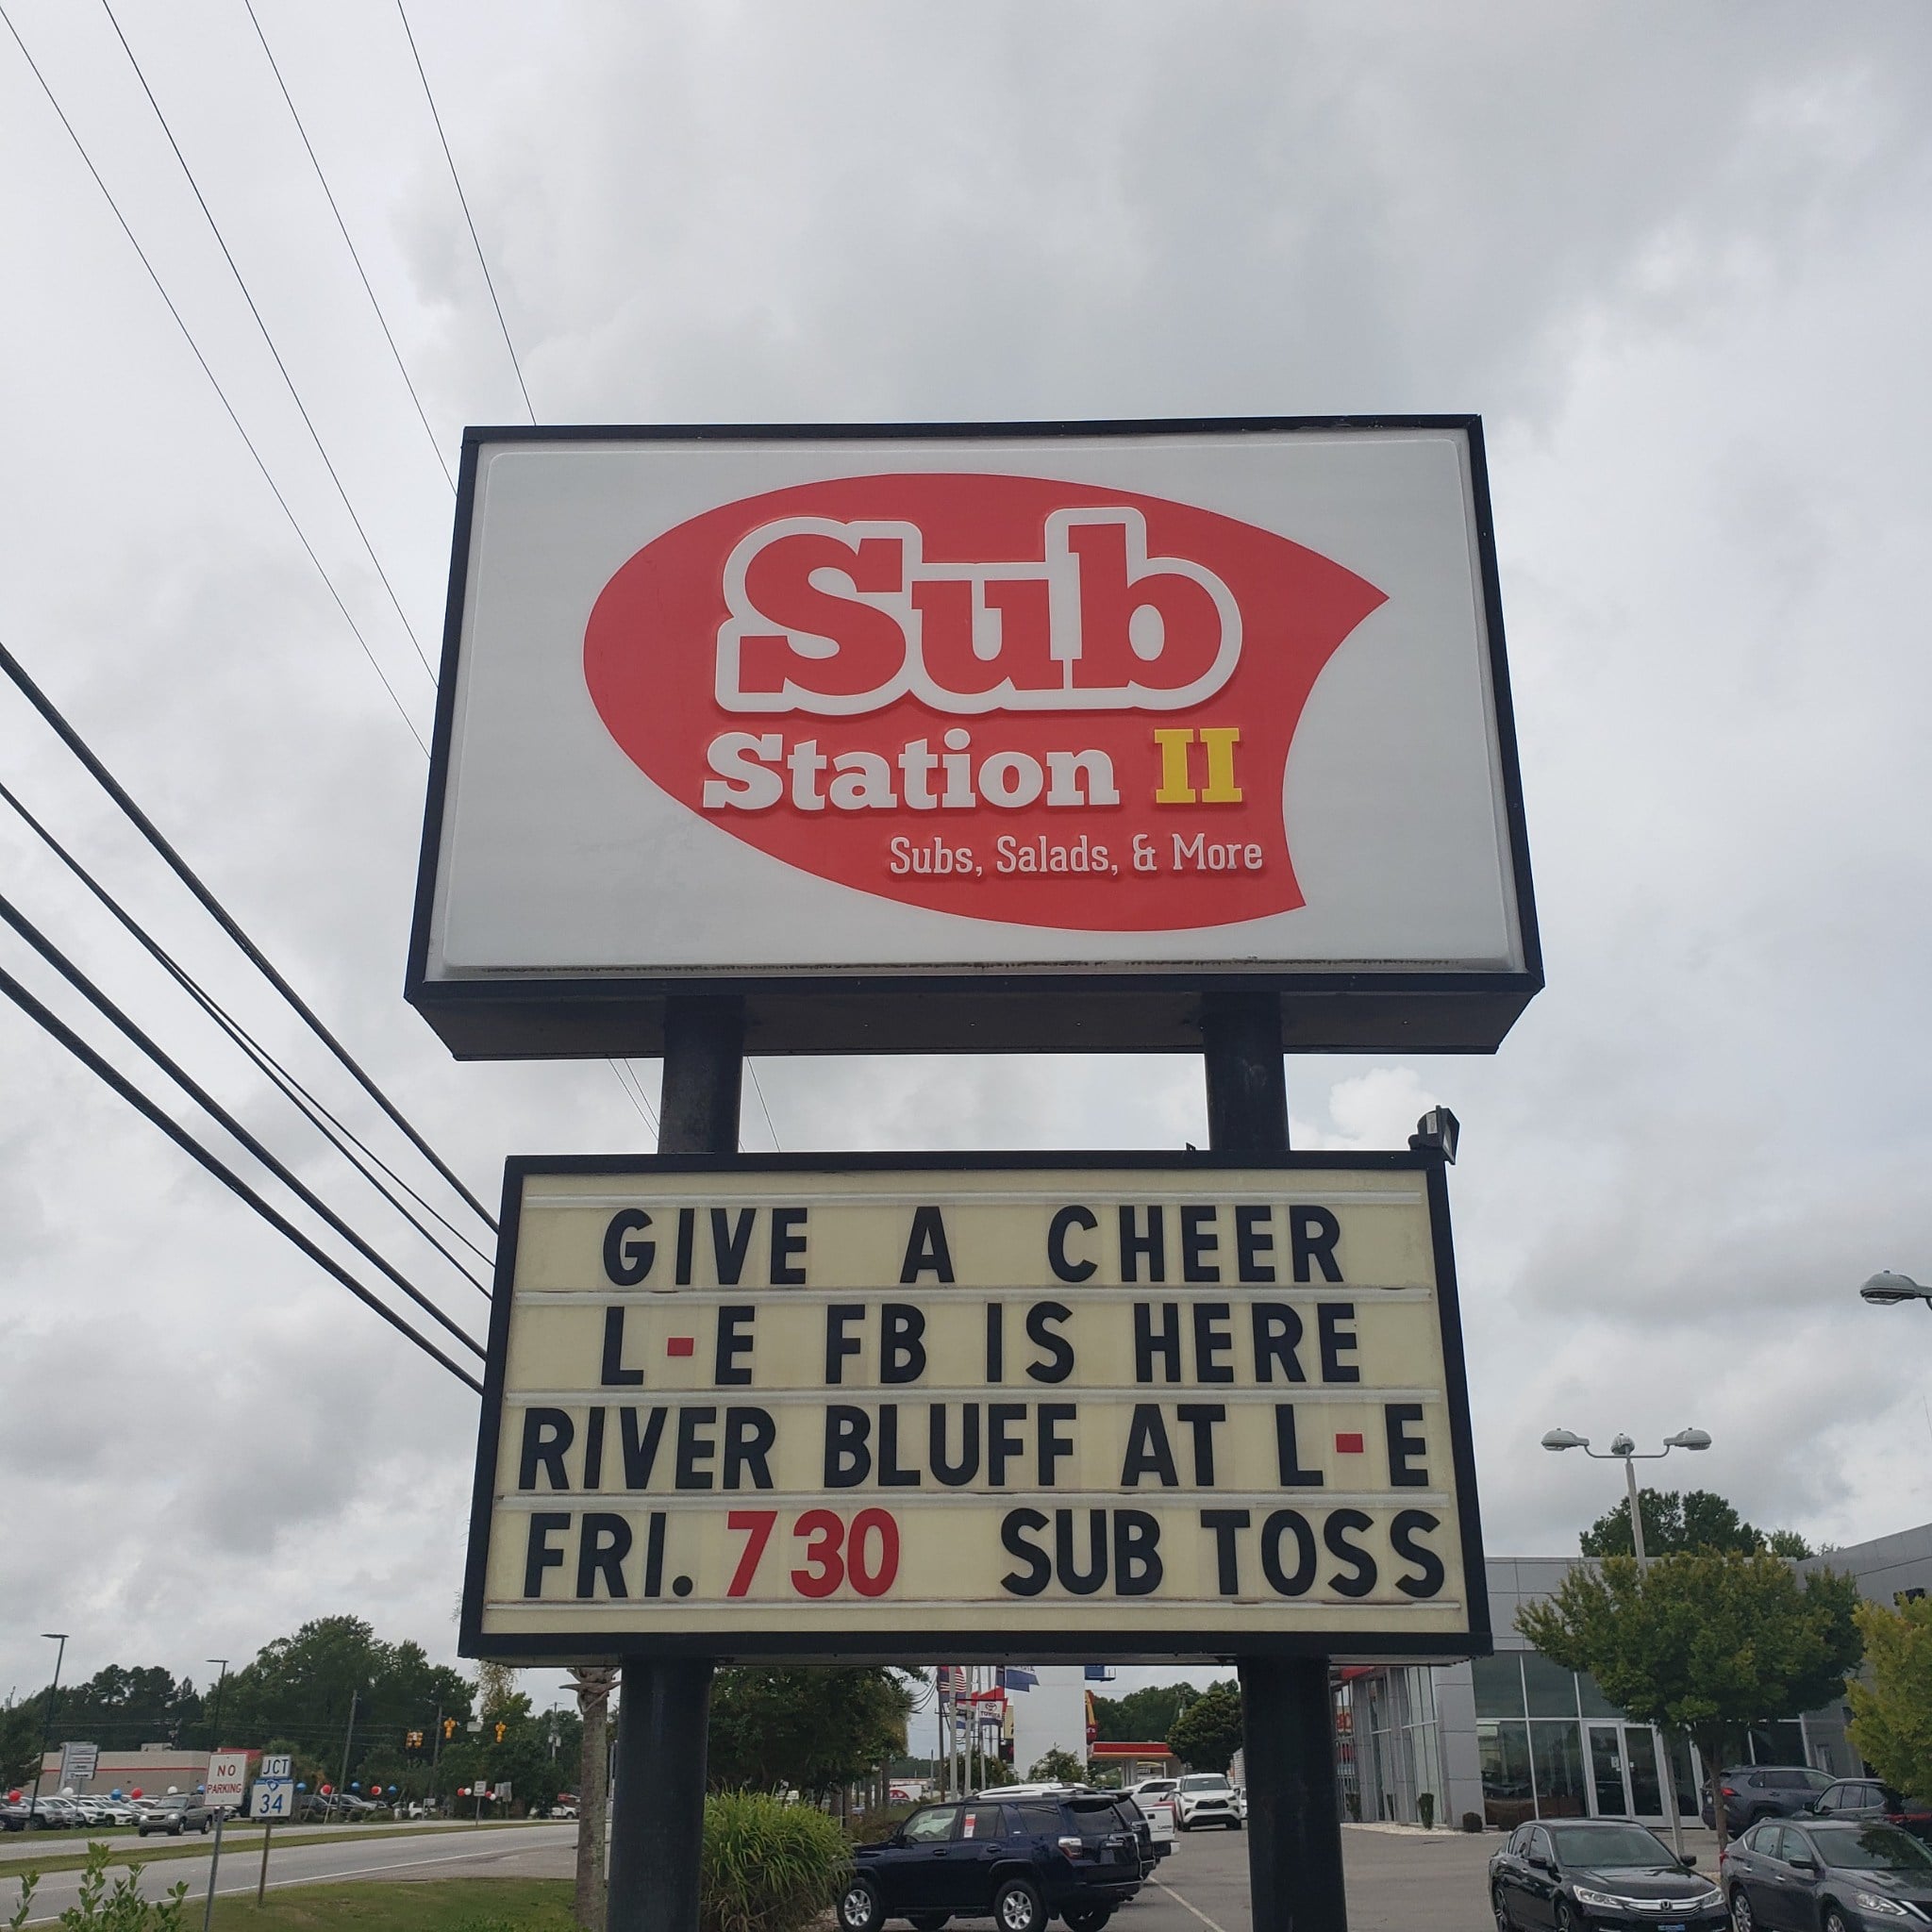 Sub
Station II
Subs, Salads, & More
GIVE A CHEER
L-E FB IS HERE
RIVER BLUFF AT L-E
FRI. 730 SUB TOSS
NO
PARKING
JCT
34
TOYOTA